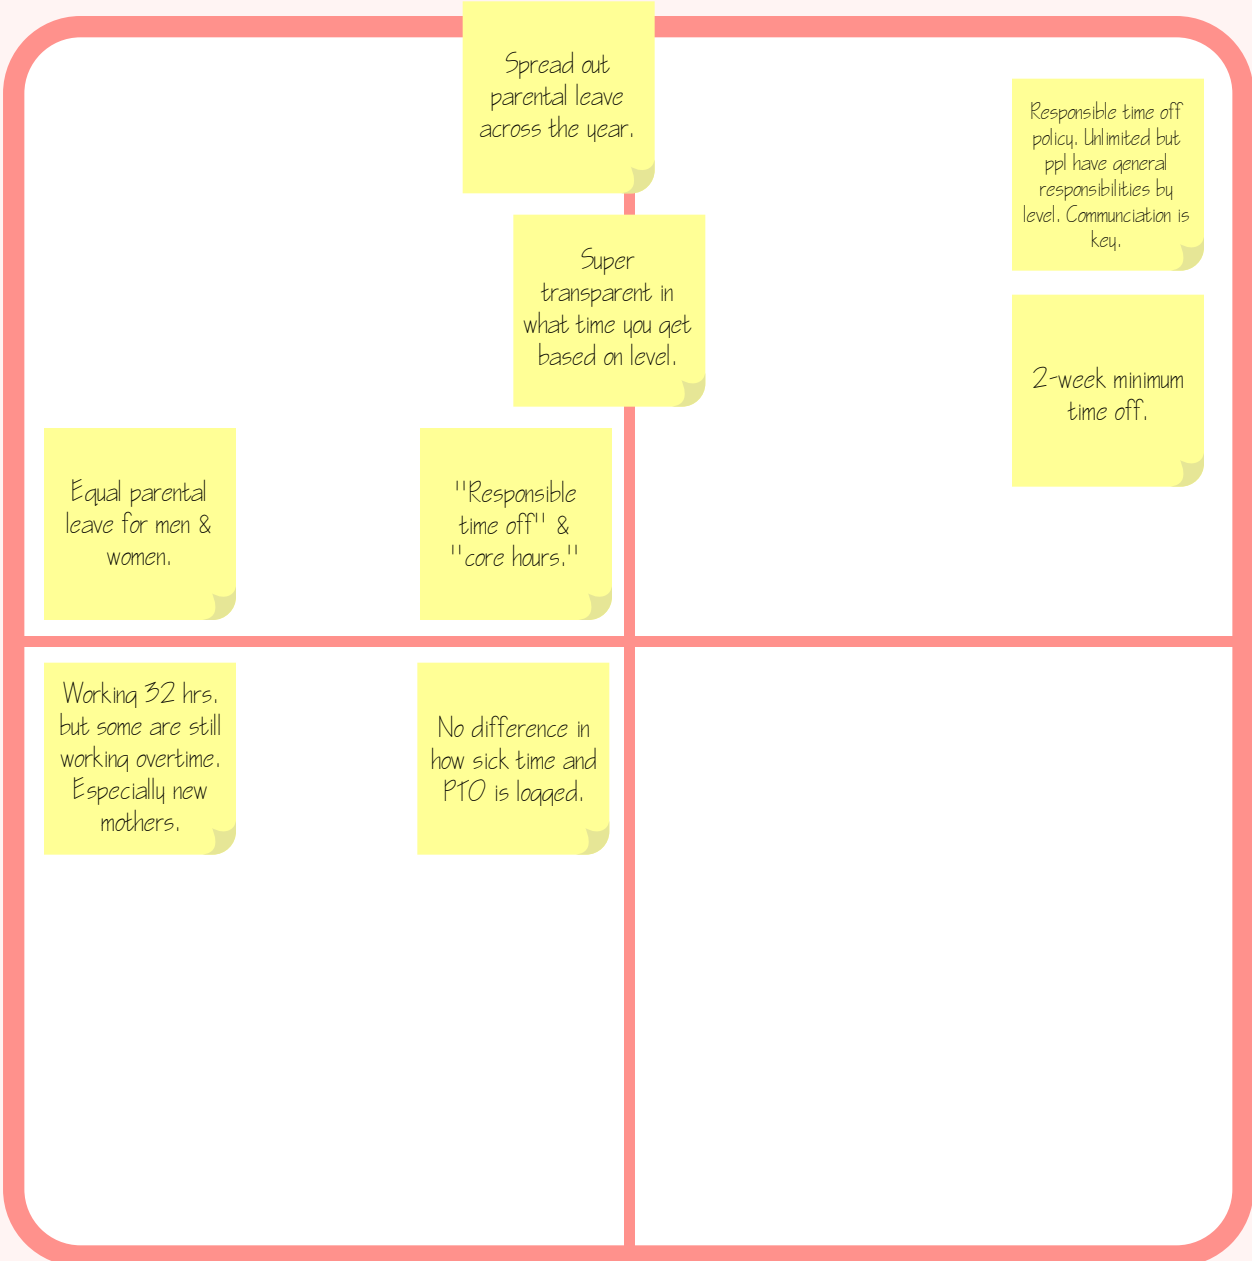 Spread out
parental leave
across the year.
Responsible time off
policy. Unlimited but
ppl have general
responsibilities by
level. Communciation is
key.
Super
transparent in
what time you get
based on level.
2-week minimum
time off.
Equal parental
leave for men &
women.
"Responsible
time off" &
"core hours."
Working 32 hrs.
but some are still
working overtime.
Especially new
mothers.
No difference in
how sick time and
PTO is logged.